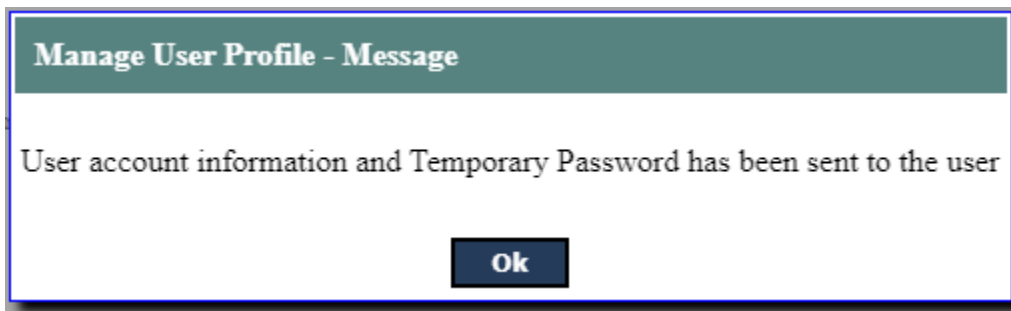 Manage User Profile - Message
User account information and Temporary Password has been sent to the user
Ok